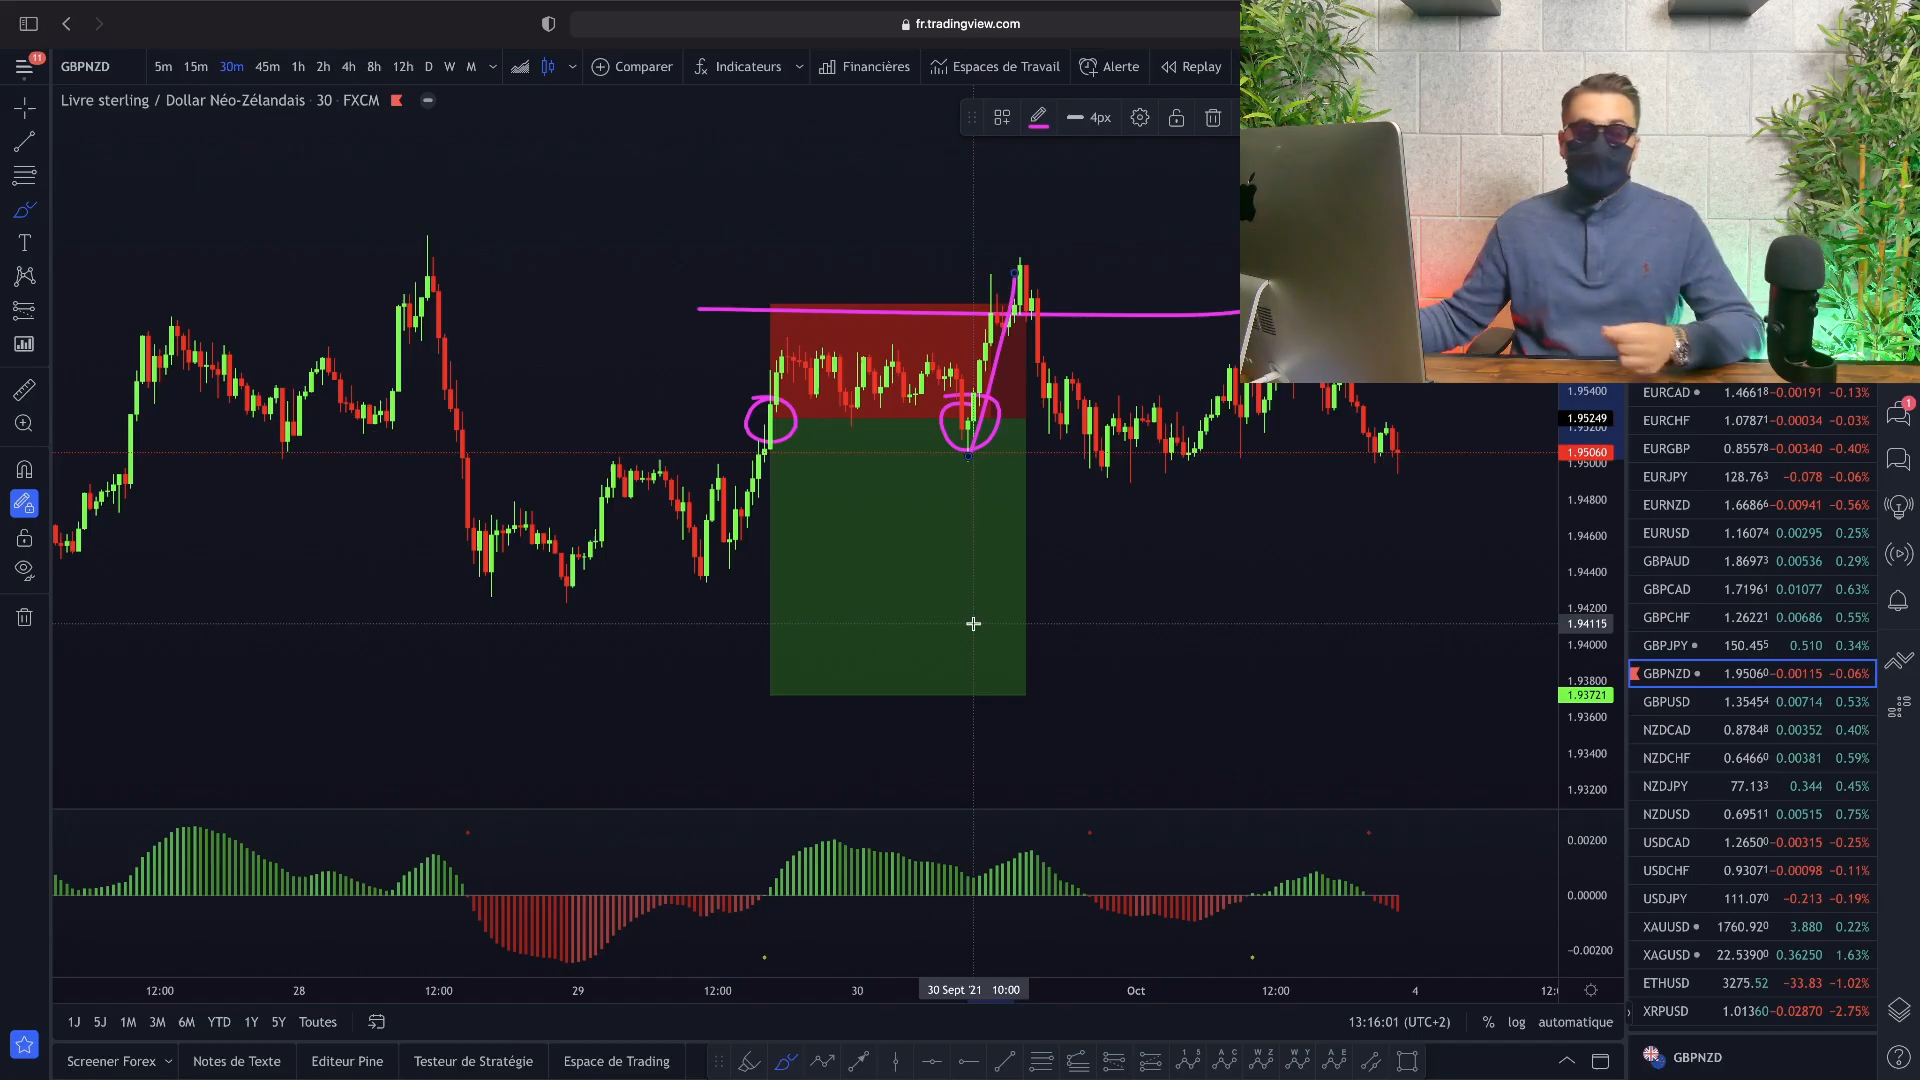 fr.tradingview.com
11
GBPNZD
5m 15m 30m 45m 1h 2h 4h 8h 12h D W M
Comparer
Indicateurs
Financières
Espaces de Travail
Alerte
Replay
Livre sterling / Dollar Néo-Zélandais · 30 · FXCM
4px
T
1.95400
1.95249
1.95200
1.95060
1.95000
1.94800
1.94600
1.94400
1.94200
1.94115
1.94000
1.93800
1.93721
1.93600
1.93400
1.93200
0.00200
0.00000
−0.00200
EURCAD 1.46618 -0.00191 -0.13%
EURCHF 1.07871 -0.00034 -0.03%
EURGBP 0.85578 -0.00340 -0.40%
EURJPY 128.763 -0.078 -0.06%
EURNZD 1.66866 -0.00941 -0.56%
EURUSD 1.16074 0.00295 0.25%
GBPAUD 1.86973 0.00536 0.29%
GBPCAD 1.71961 0.01077 0.63%
GBPCHF 1.26221 0.00686 0.55%
GBPJPY 150.455 0.510 0.34%
GBPNZD 1.95060 -0.00115 -0.06%
GBPUSD 1.35454 0.00714 0.53%
NZDCAD 0.87848 0.00352 0.40%
NZDCHF 0.64660 0.00381 0.59%
NZDJPY 77.133 0.344 0.45%
NZDUSD 0.69511 0.00515 0.75%
USDCAD 1.26500 -0.00315 -0.25%
USDCHF 0.93071 -0.00098 -0.11%
USDJPY 111.070 -0.213 -0.19%
XAUUSD 1760.920 3.880 0.22%
XAGUSD 22.53900 0.36250 1.63%
ETHUSD 3275.52 -33.83 -1.02%
XRPUSD 1.01360 -0.02870 -2.75%
1
12:00 28 12:00 29 12:00 30 30 Sept '21 10:00 Oct 12:00 4
1J 5J 1M 3M 6M YTD 1Y 5Y Toutes
13:16:01 (UTC+2) % log automatique
Screener Forex
Notes de Texte
Editeur Pine
Testeur de Stratégie
Espace de Trading
GBPNZD